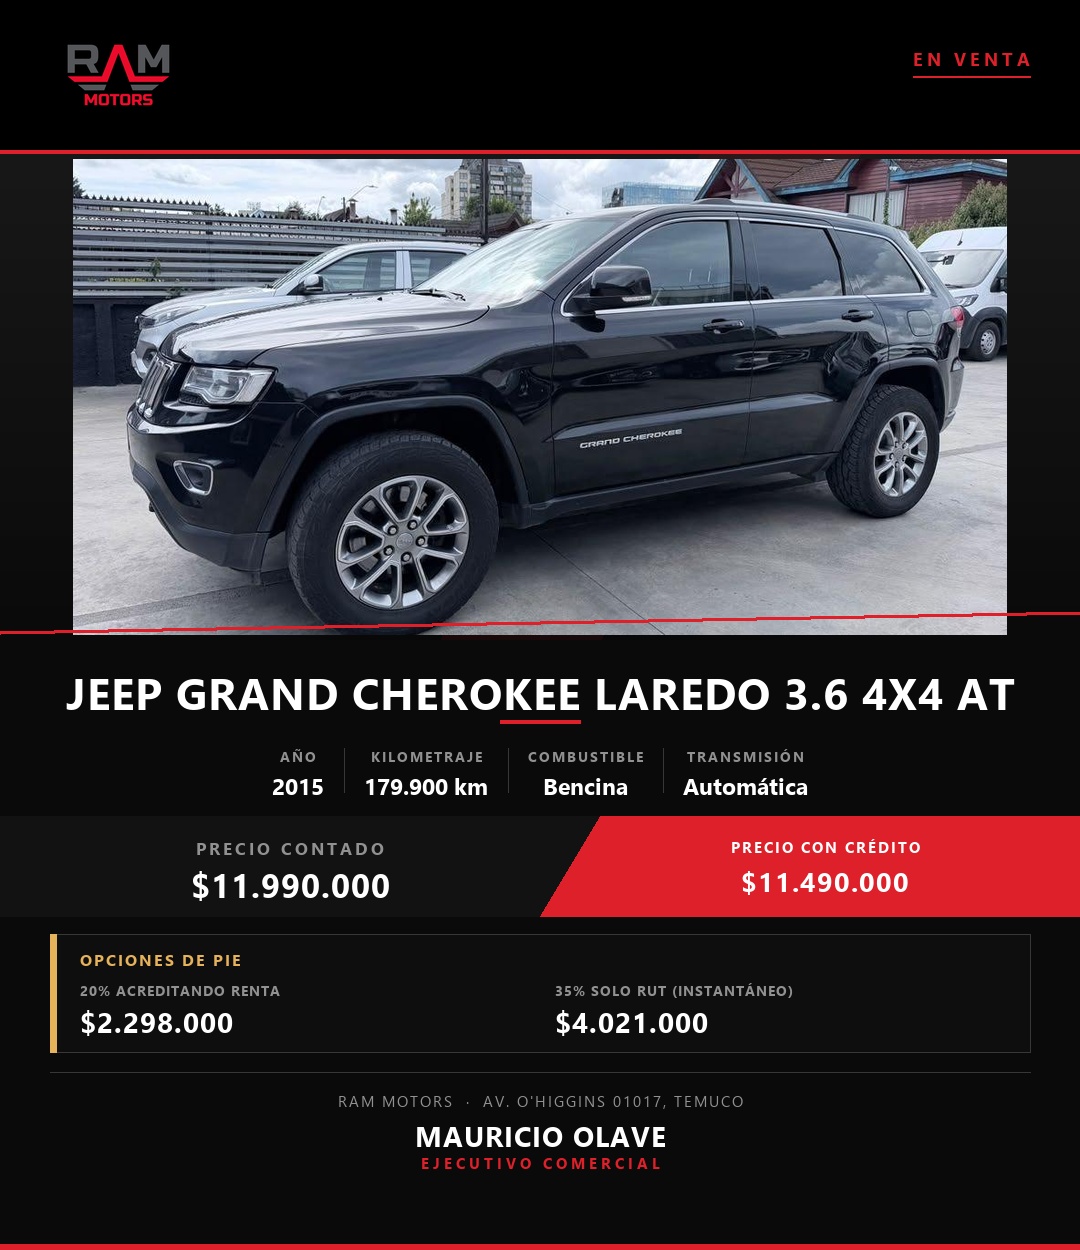 RAM
MOTORS
EN VENTA
GRAND CHEROKEE
JEEP GRAND CHEROKEE LAREDO 3.6 4X4 AT
AÑO
2015
KILOMETRAJE
179.900 km
COMBUSTIBLE
Bencina
TRANSMISIÓN
Automática
PRECIO CONTADO
$11.990.000
PRECIO CON CRÉDITO
$11.490.000
OPCIONES DE PIE
20% ACREDITANDO RENTA
$2.298.000
35% SOLO RUT (INSTANTÁNEO)
$4.021.000
RAM MOTORS · AV. O'HIGGINS 01017, TEMUCO
MAURICIO OLAVE
EJECUTIVO COMERCIAL